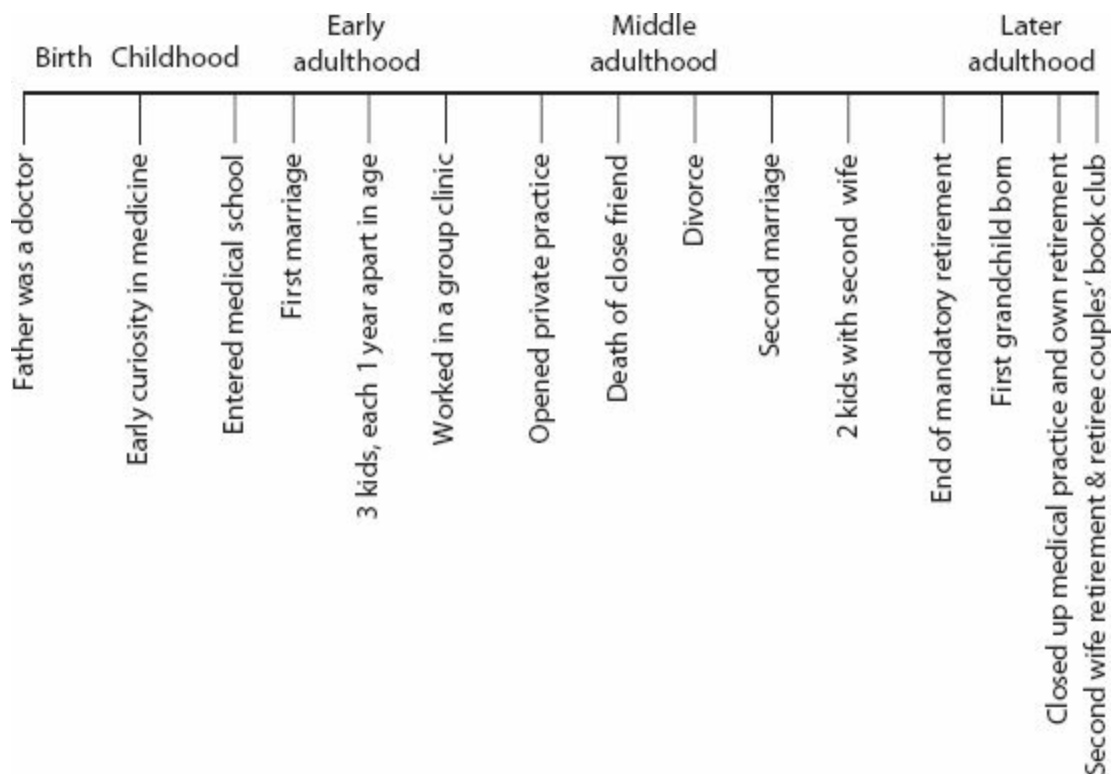 Birth
Childhood
Early
adulthood
Middle
adulthood
Later
adulthood
Father was a doctor
Early curiosity in medicine
Entered medical school
First marriage
3 kids, each 1 year apart in age
Worked in a group clinic
Opened private practice
Death of close friend
Divorce
Second marriage
2 kids with second wife
End of mandatory retirement
First grandchild born
Closed up medical practice and own retirement
Second wife retirement & retiree couples' book club